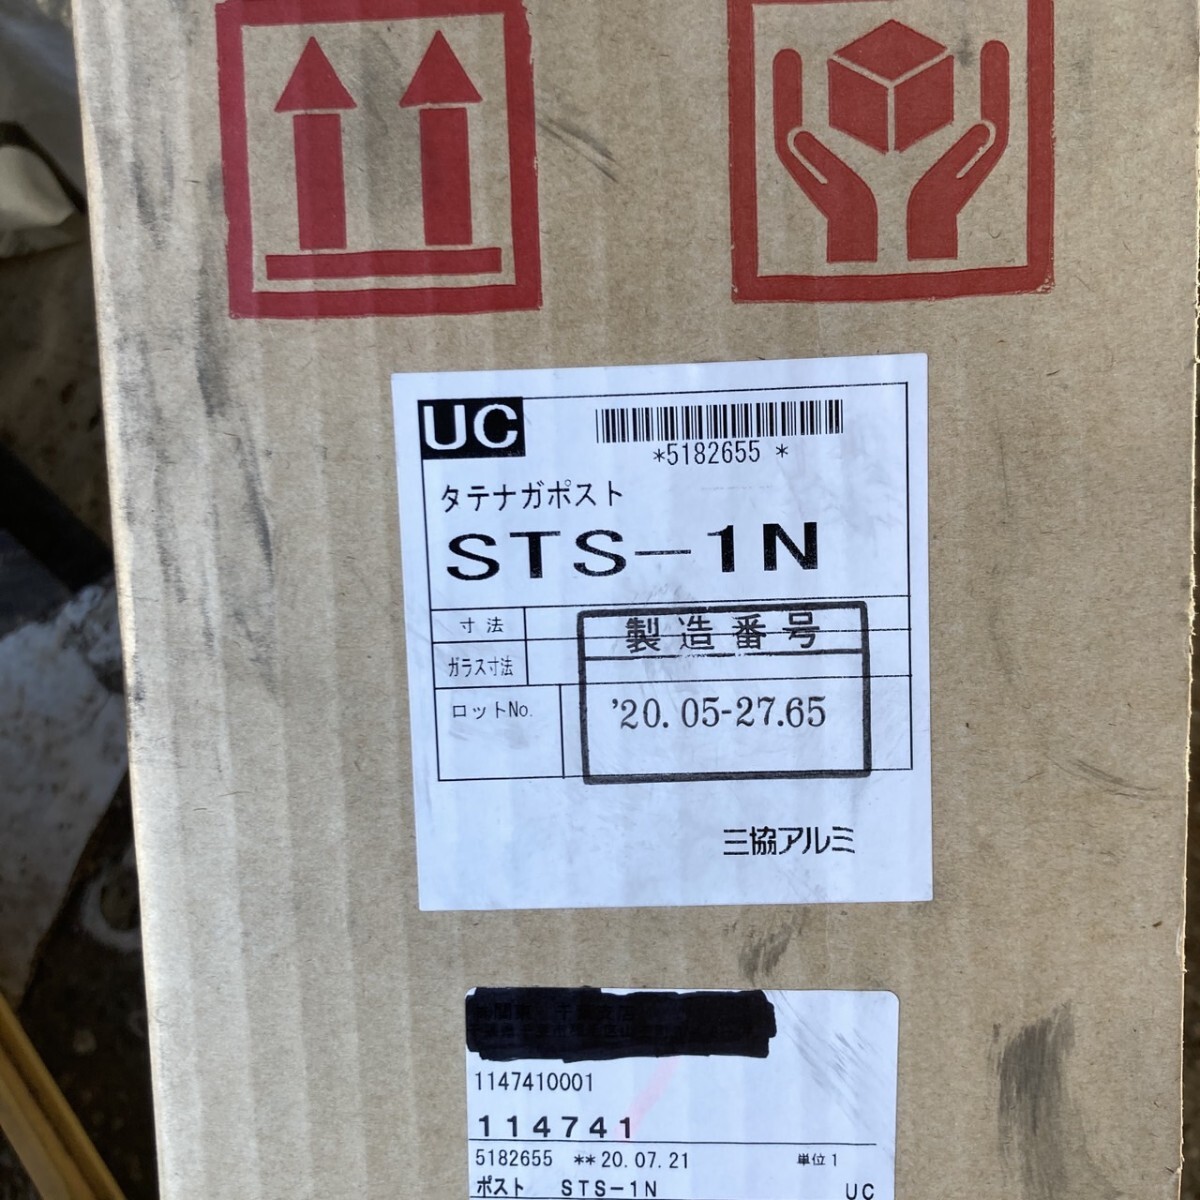 UC
*5182655 *
タテナガポスト
STS-1N
寸法
製造番号
ガラス寸法
ロットNo.
'20.05-27.65
三協アルミ
1147410001
114741
5182655 **20.07.21 単位1
ポスト STS-1N UC